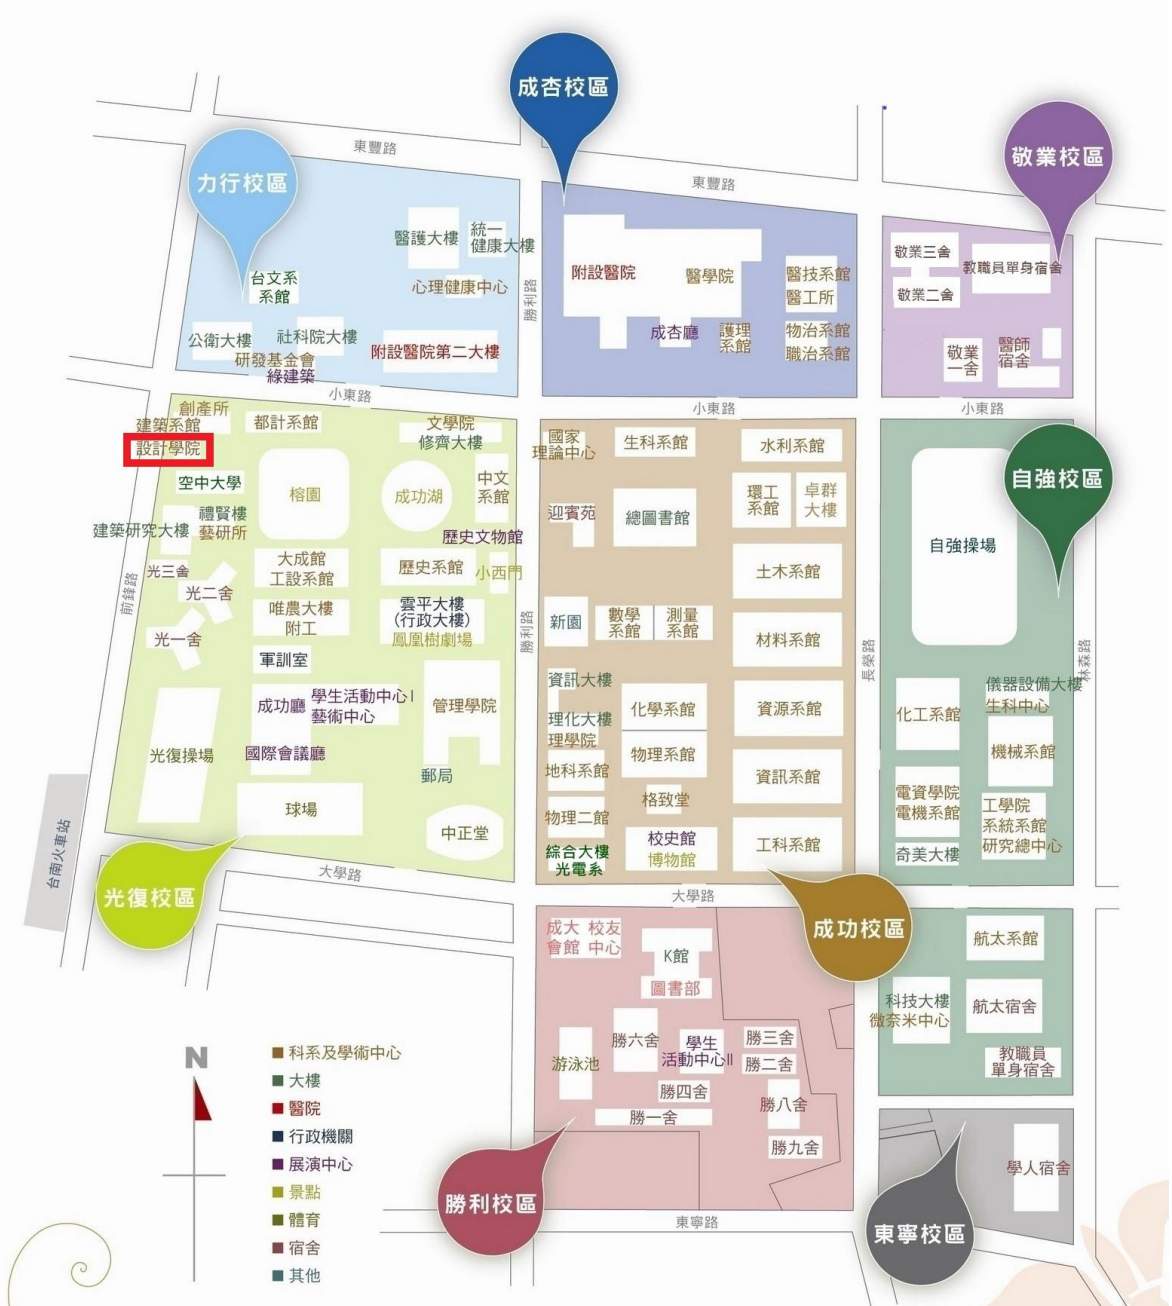 成杏校區
敬業校區
力行校區
東豐路
東豐路
醫護大樓
統一
健康大樓
台文系
系館
心理健康中心
公衛大樓
社科院大樓
研發基金會
綠建築
附設醫院第二大樓
勝利路
附設醫院
醫學院
醫技系館
醫工所
成杏廳
護理
系館
物治系館
職治系館
敬業三舍
敬業二舍
教職員單身宿舍
敬業
一舍
醫師
宿舍
小東路
小東路
小東路
創產所
建築系館
設計學院
都計系館
文學院
修齊大樓
空中大學
榕園
成功湖
中文
系館
禮賢樓
藝研所
建築研究大樓
歷史文物館
光三舍
大成館
工設系館
歷史系館
小西門
光二舍
前鋒路
唯農大樓
附工
雲平大樓
(行政大樓)
鳳凰樹劇場
光一舍
軍訓室
成功廳
學生活動中心I
藝術中心
管理學院
國際會議廳
光復操場
郵局
球場
中正堂
台南火車站
光復校區
大學路
勝利路
國家
理論中心
生科系館
水利系館
迎賓苑
總圖書館
環工
系館
卓群
大樓
土木系館
新園
數學
系館
測量
系館
材料系館
資訊大樓
理化大樓
理學院
化學系館
資源系館
物理系館
地科系館
資訊系館
格致堂
物理二館
校史館
博物館
工科系館
綜合大樓
光電系
大學路
成功校區
長榮路
自強校區
自強操場
林森路
儀器設備大樓
生科中心
化工系館
機械系館
電資學院
電機系館
工學院
系統系館
研究總中心
奇美大樓
航太系館
科技大樓
微奈米中心
航太宿舍
教職員
單身宿舍
成大
會館
校友
中心
K館
圖書部
勝六舍
學生
活動中心II
勝三舍
勝二舍
游泳池
勝四舍
勝八舍
勝一舍
勝九舍
勝利校區
東寧路
學人宿舍
東寧校區
N
科系及學術中心
大樓
醫院
行政機關
展演中心
景點
體育
宿舍
其他